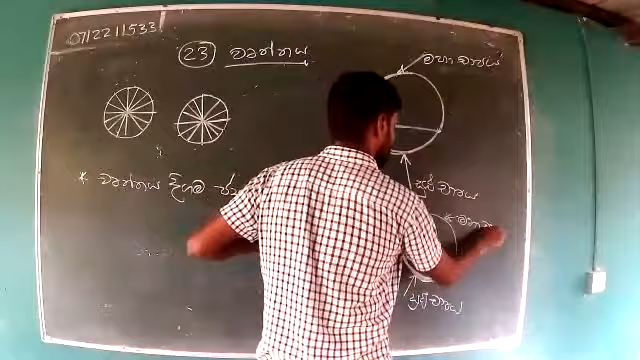 0712211533
23 වෘත්තය
මහා චාපය
* වෘත්තය දිගම
සුළු චාපය
සුළු චාපය